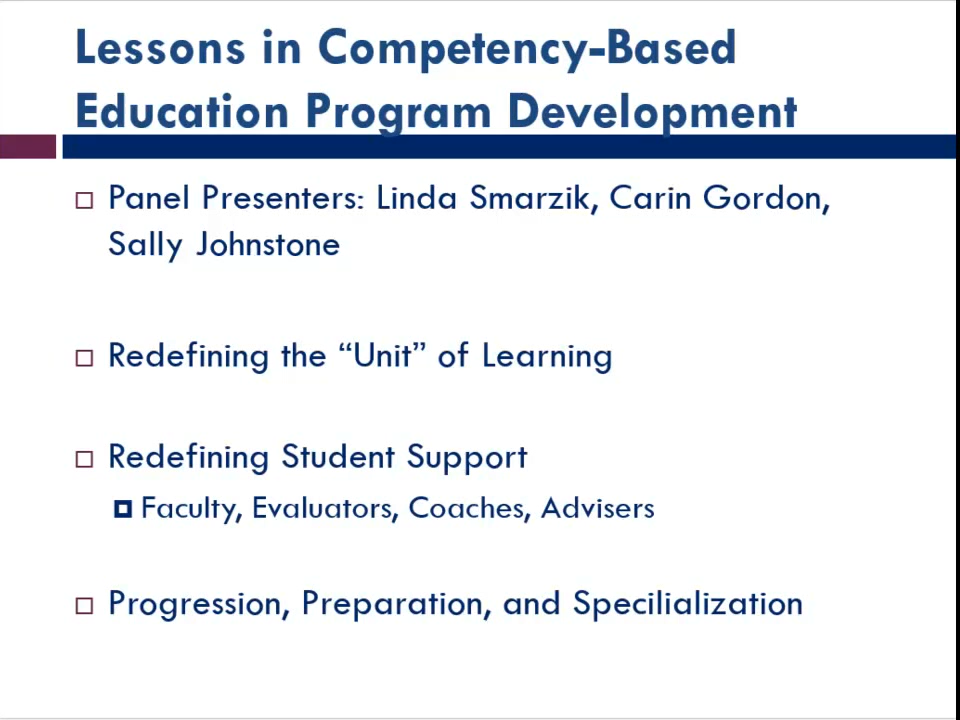 Lessons in Competency-Based
Education Program Development
Panel Presenters: Linda Smarzik, Carin Gordon,
Sally Johnstone
Redefining the “Unit” of Learning
Redefining Student Support
Faculty, Evaluators, Coaches, Advisers
Progression, Preparation, and Specilialization